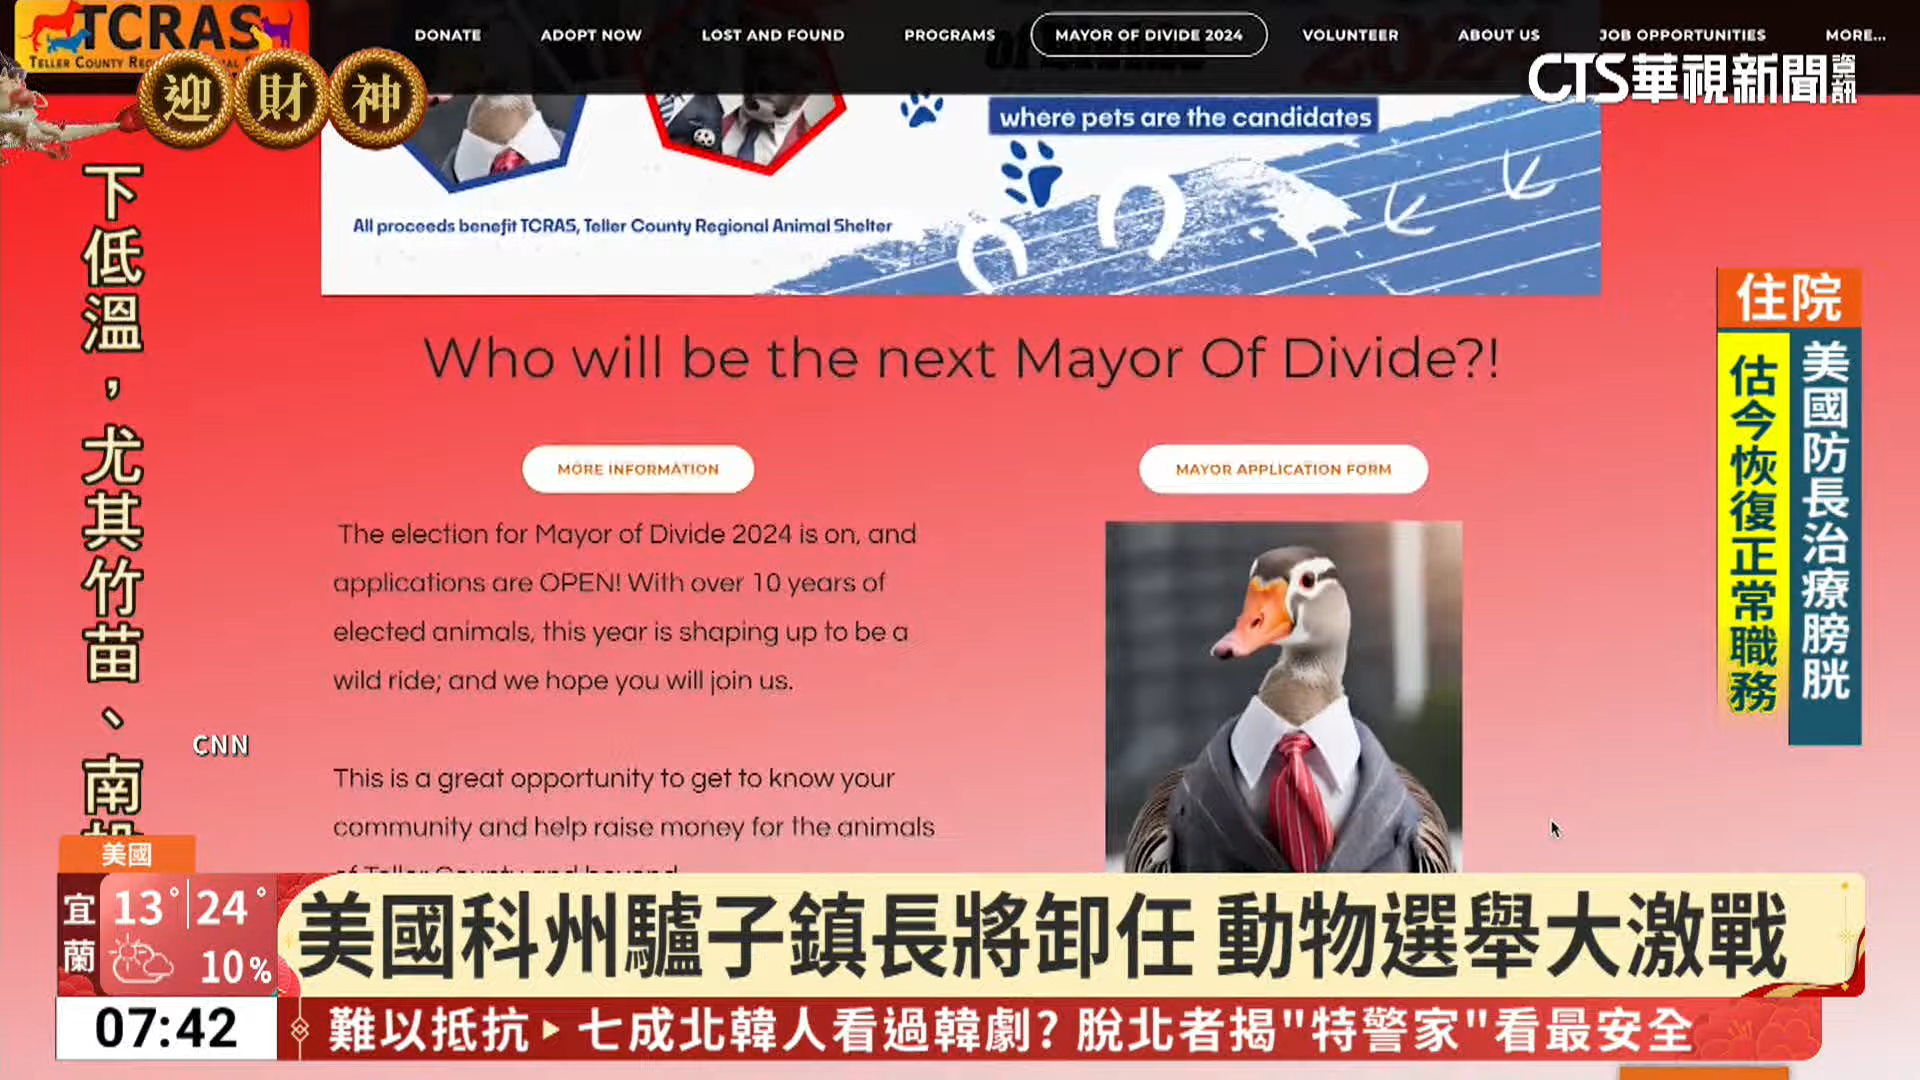 TCRAS
DONATE
ADOPT NOW
LOST AND FOUND
PROGRAMS
MAYOR OF DIVIDE 2024
VOLUNTEER
ABOUT US
JOB OPPORTUNITIES
MORE...
CTS華視新聞資訊
迎財神
where pets are the candidates
All proceeds benefit TCRAS, Teller County Regional Animal Shelter
Who will be the next Mayor Of Divide?!
MORE INFORMATION
MAYOR APPLICATION FORM
The election for Mayor of Divide 2024 is on, and
applications are OPEN! With over 10 years of
elected animals, this year is shaping up to be a
wild ride; and we hope you will join us.
This is a great opportunity to get to know your
community and help raise money for the animals
下低溫，尤其竹苗、南
住院
美國防長治療膀胱
估今恢復正常職務
CNN
美國
宜蘭
13° 24°
10%
美國科州驢子鎮長將卸任 動物選舉大激戰
07:42
難以抵抗▸七成北韓人看過韓劇? 脫北者揭"特警家"看最安全